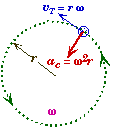 v_T = r ω
r
a_c = ω²r
ω